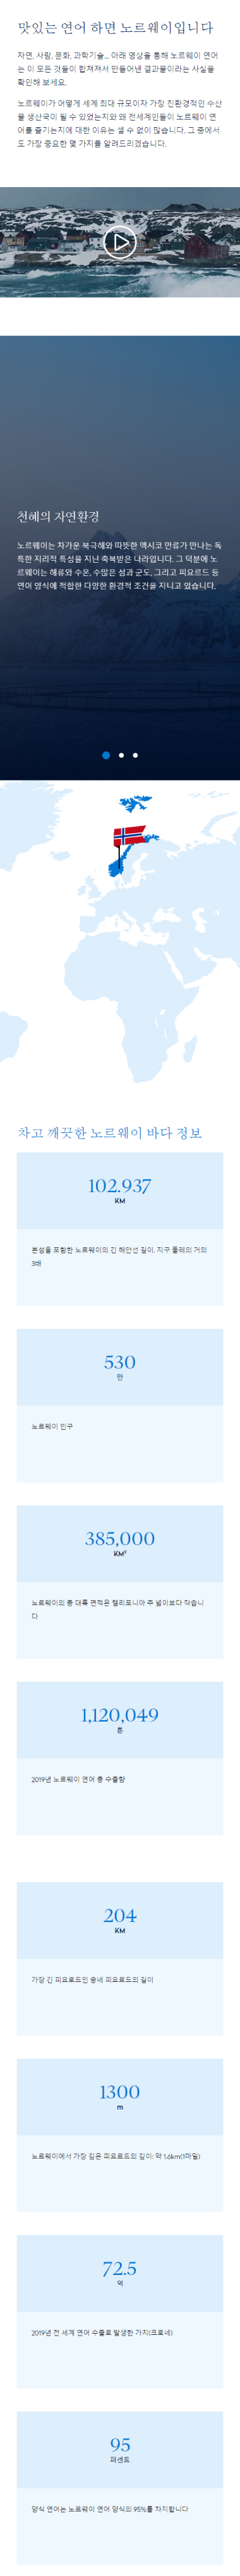 맛있는 연어 하면 노르웨이입니다
자연, 사람, 문화, 과학기술... 아래 영상을 통해 노르웨이 연어
는 이 모든 것들이 합쳐져서 만들어낸 결과물이라는 사실을
확인해 보세요.
노르웨이가 어떻게 세계 최대 규모이자 가장 친환경적인 수산
물 생산국이 될 수 있었는지와 왜 전세계인들이 노르웨이 연
어를 즐기는지에 대한 이유는 셀 수 없이 많습니다. 그 중에서
도 가장 중요한 몇 가지를 알려드리겠습니다.
천혜의 자연환경
노르웨이는 차가운 북극해와 따뜻한 멕시코 만류가 만나는 독
특한 지리적 특성을 지닌 축복받은 나라입니다. 그 덕분에 노
르웨이는 해류와 수온, 수많은 섬과 군도, 그리고 피요르드 등
연어 양식에 적합한 다양한 환경적 조건을 지니고 있습니다.
차고 깨끗한 노르웨이 바다 정보
102.937
KM
본섬을 포함한 노르웨이의 긴 해안선 길이, 지구 둘레의 거의
3배
530
만
노르웨이 인구
385,000
KM²
노르웨이의 총 대륙 면적은 캘리포니아 주 넓이보다 작습니
다
1,120,049
톤
2019년 노르웨이 연어 총 수출량
204
KM
가장 긴 피요르드인 송네 피요르드의 길이
1300
m
노르웨이에서 가장 깊은 피요르드의 깊이: 약 1.6km(1마일)
72.5
억
2019년 전 세계 연어 수출로 발생한 가치(크로네)
95
퍼센트
양식 연어는 노르웨이 연어 양식의 95%를 차지합니다